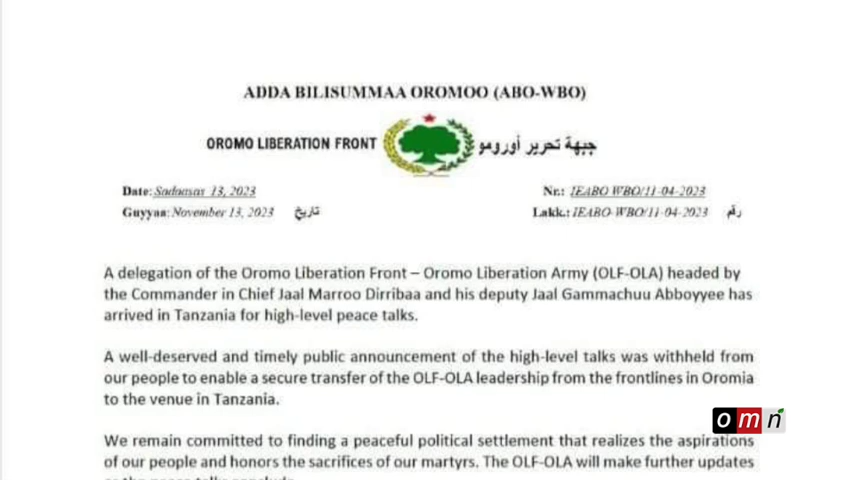 ADDA BILISUMMAA OROMOO (ABO-WBO)
OROMO LIBERATION FRONT جبهة تحرير أورومو
Date: Sadaasas 13, 2023 Nr.: IEABO WBO/11-04-2023
Guyyaa: November 13, 2023 تاريخ Lakk.: IEABO-WBO/11-04-2023 رقم
A delegation of the Oromo Liberation Front – Oromo Liberation Army (OLF-OLA) headed by
the Commander in Chief Jaal Marroo Dirribaa and his deputy Jaal Gammachuu Abboyyee has
arrived in Tanzania for high-level peace talks.
A well-deserved and timely public announcement of the high-level talks was withheld from
our people to enable a secure transfer of the OLF-OLA leadership from the frontlines in Oromia
to the venue in Tanzania.
We remain committed to finding a peaceful political settlement that realizes the aspirations
of our people and honors the sacrifices of our martyrs. The OLF-OLA will make further updates
omn